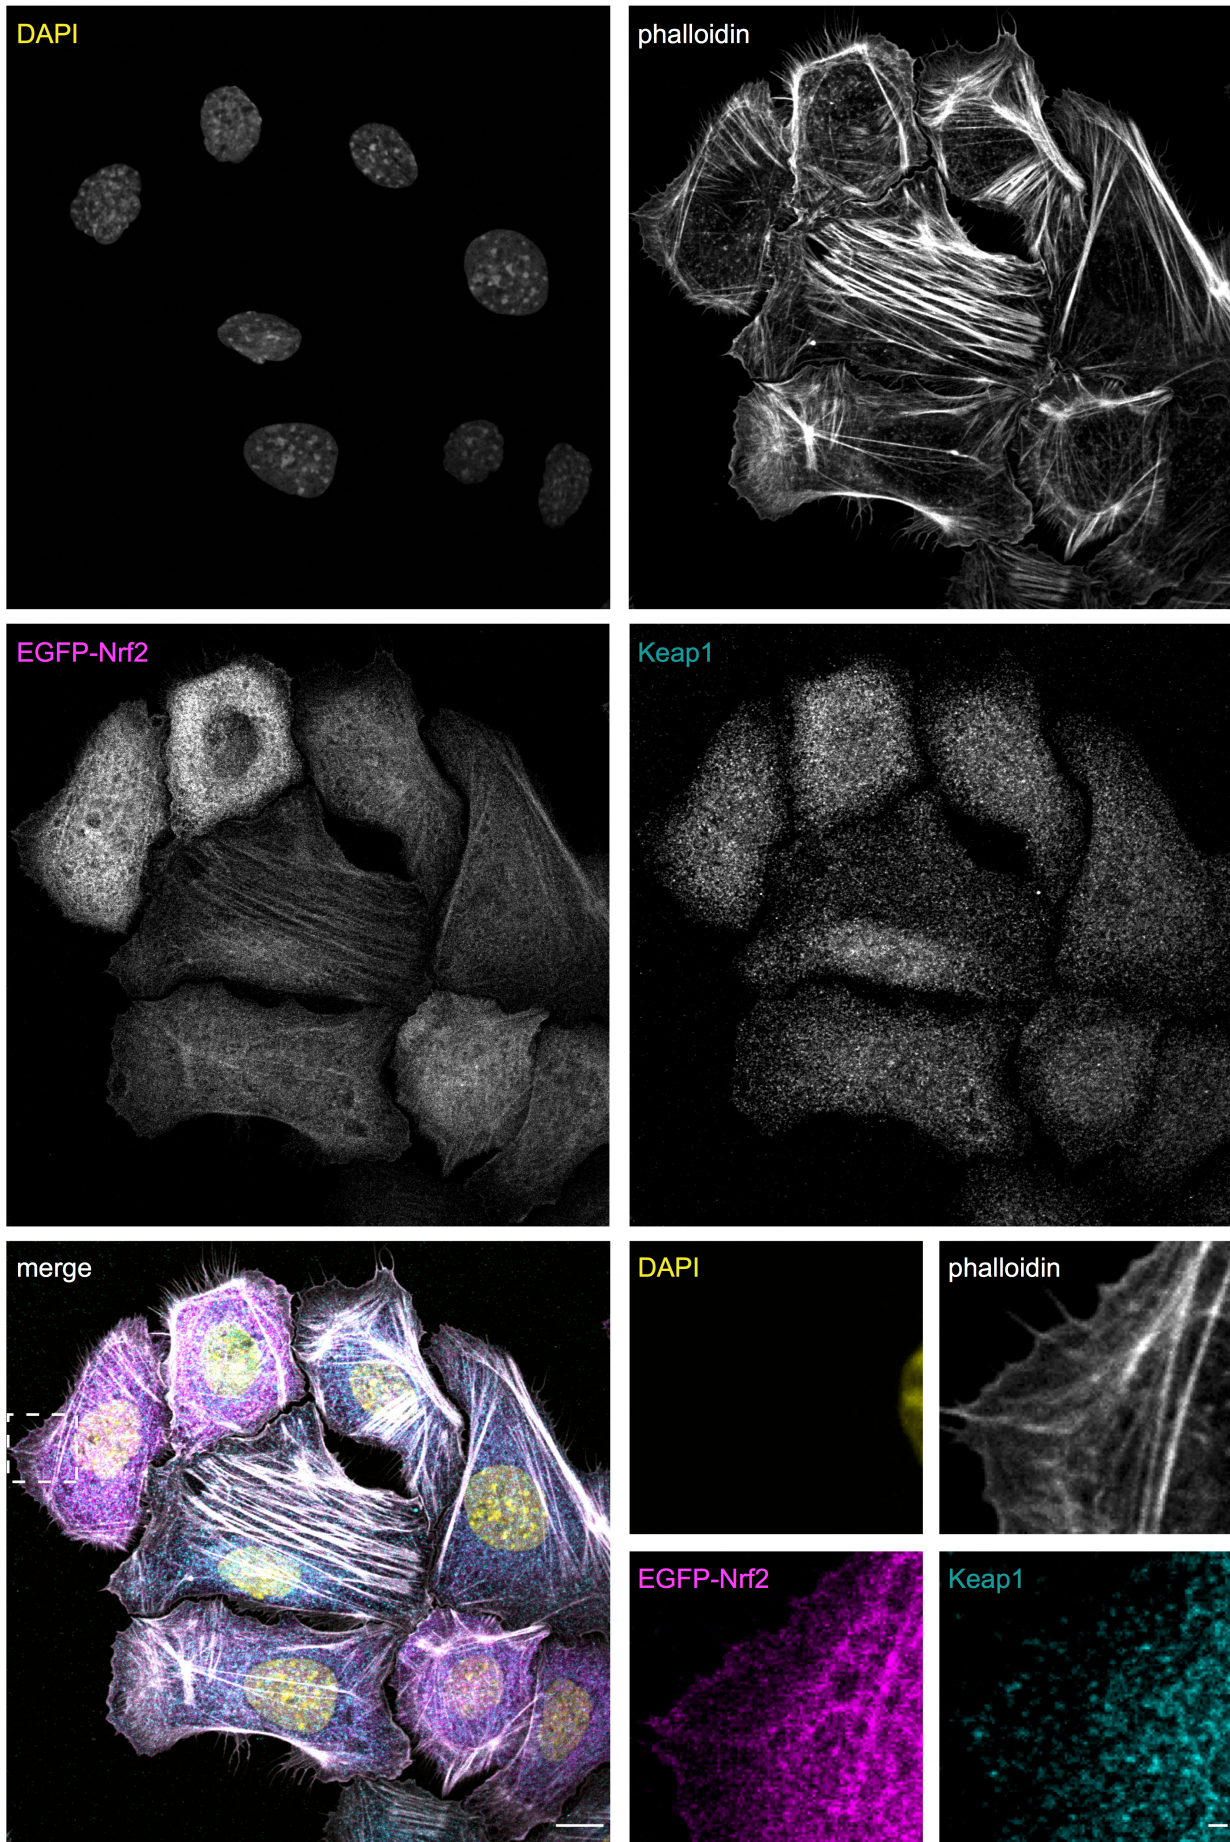 DAPI
phalloidin
EGFP-Nrf2
Keap1
merge
DAPI
phalloidin
EGFP-Nrf2
Keap1